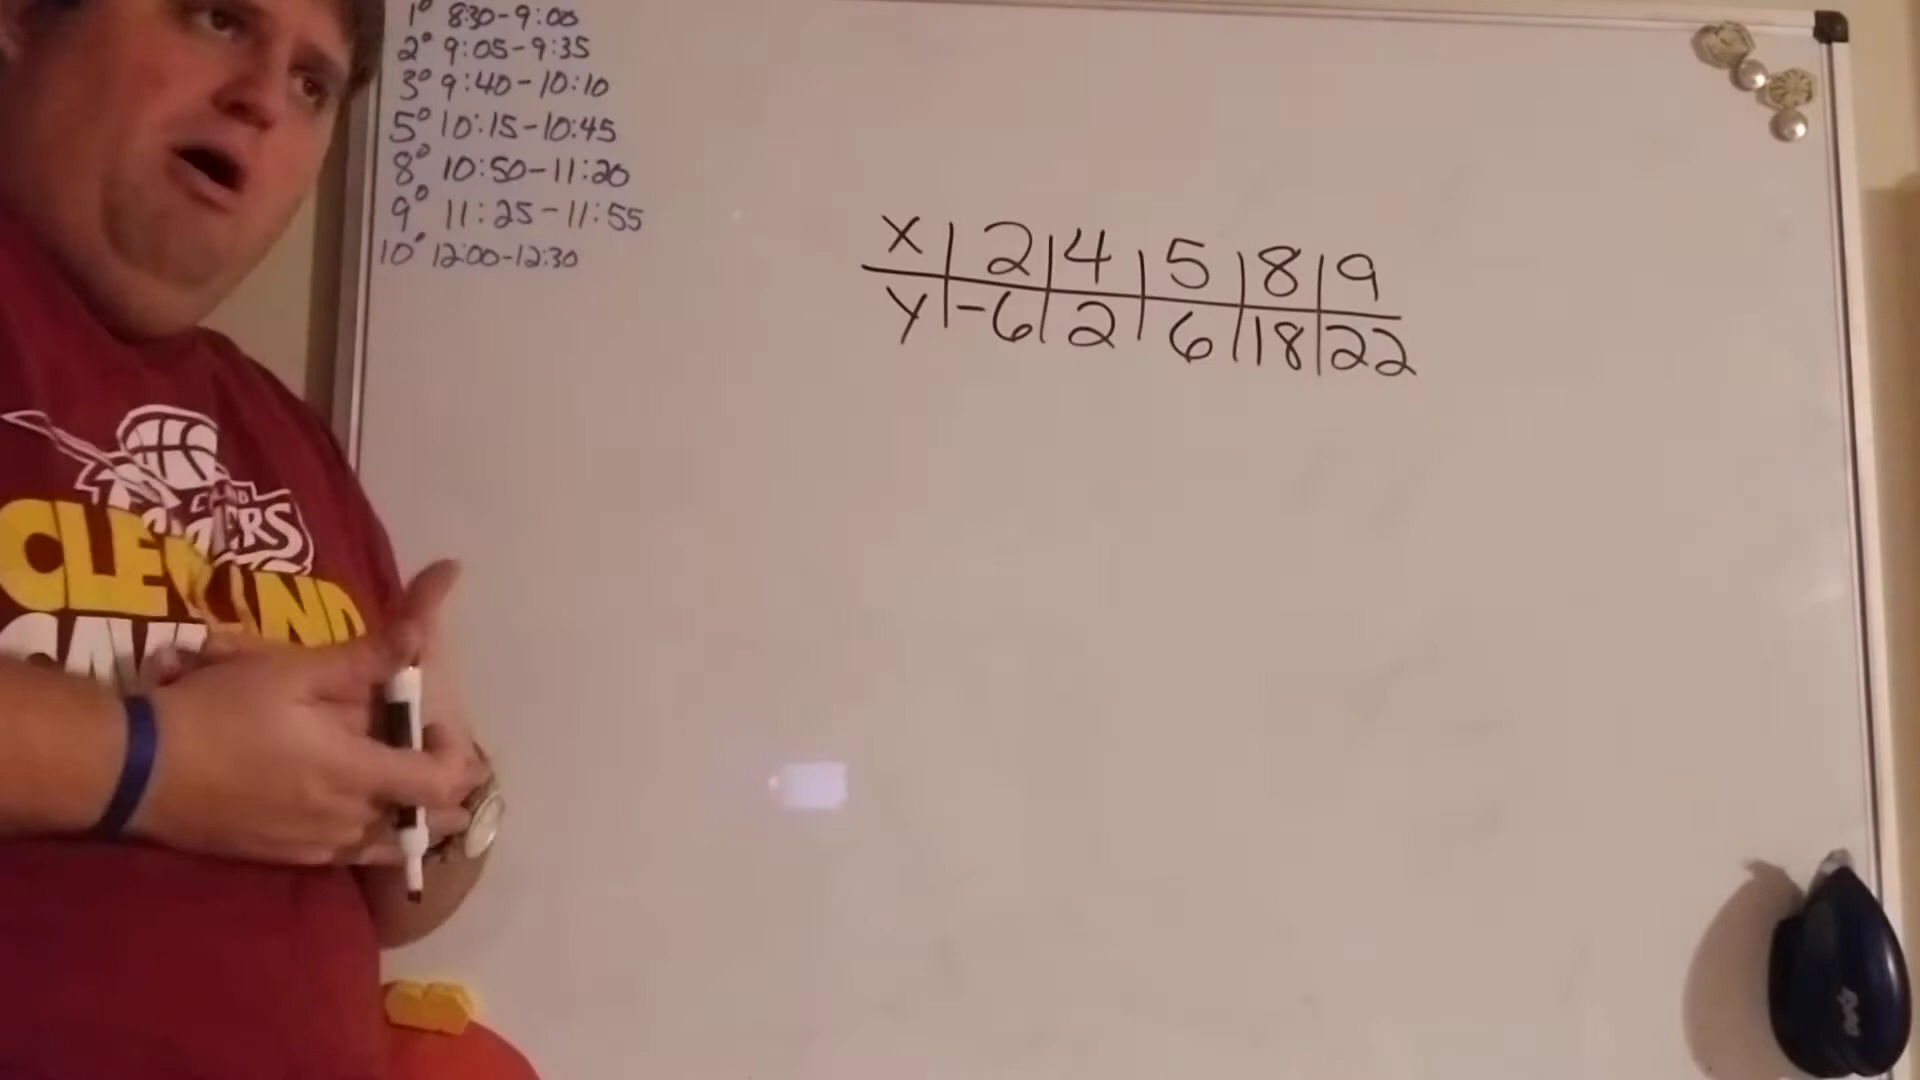 1° 8:30-9:00
2° 9:05-9:35
3° 9:40-10:10
5° 10:15-10:45
8° 10:50-11:20
9° 11:25-11:55
10° 12:00-12:30
x | 2 | 4 | 5 | 8 | 9
y | -6 | 2 | 6 | 18 | 22
CLEVELAND
EXPO